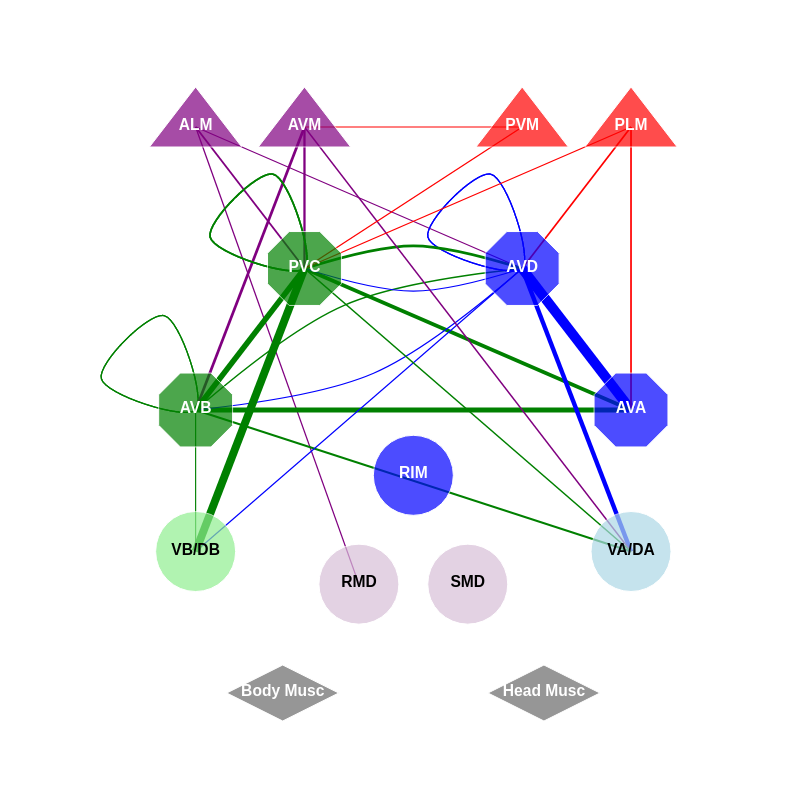 ALM
AVM
PVM
PLM
PVC
AVD
AVB
AVA
RIM
VB/DB
VA/DA
RMD
SMD
Body Musc
Head Musc